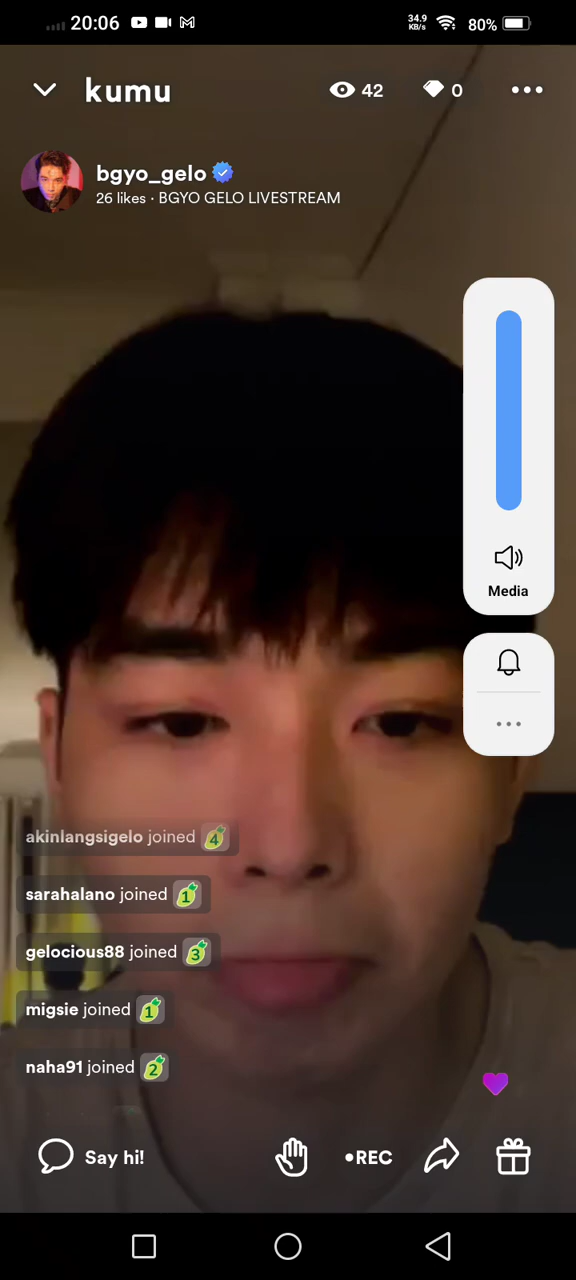 20:06
34.9
KB/s
80%
kumu
42
0
bgyo_gelo
26 likes · BGYO GELO LIVESTREAM
Media
akinlangsigelo joined 4
sarahalano joined 1
gelocious88 joined 3
migsie joined 1
naha91 joined 2
Say hi!
•REC